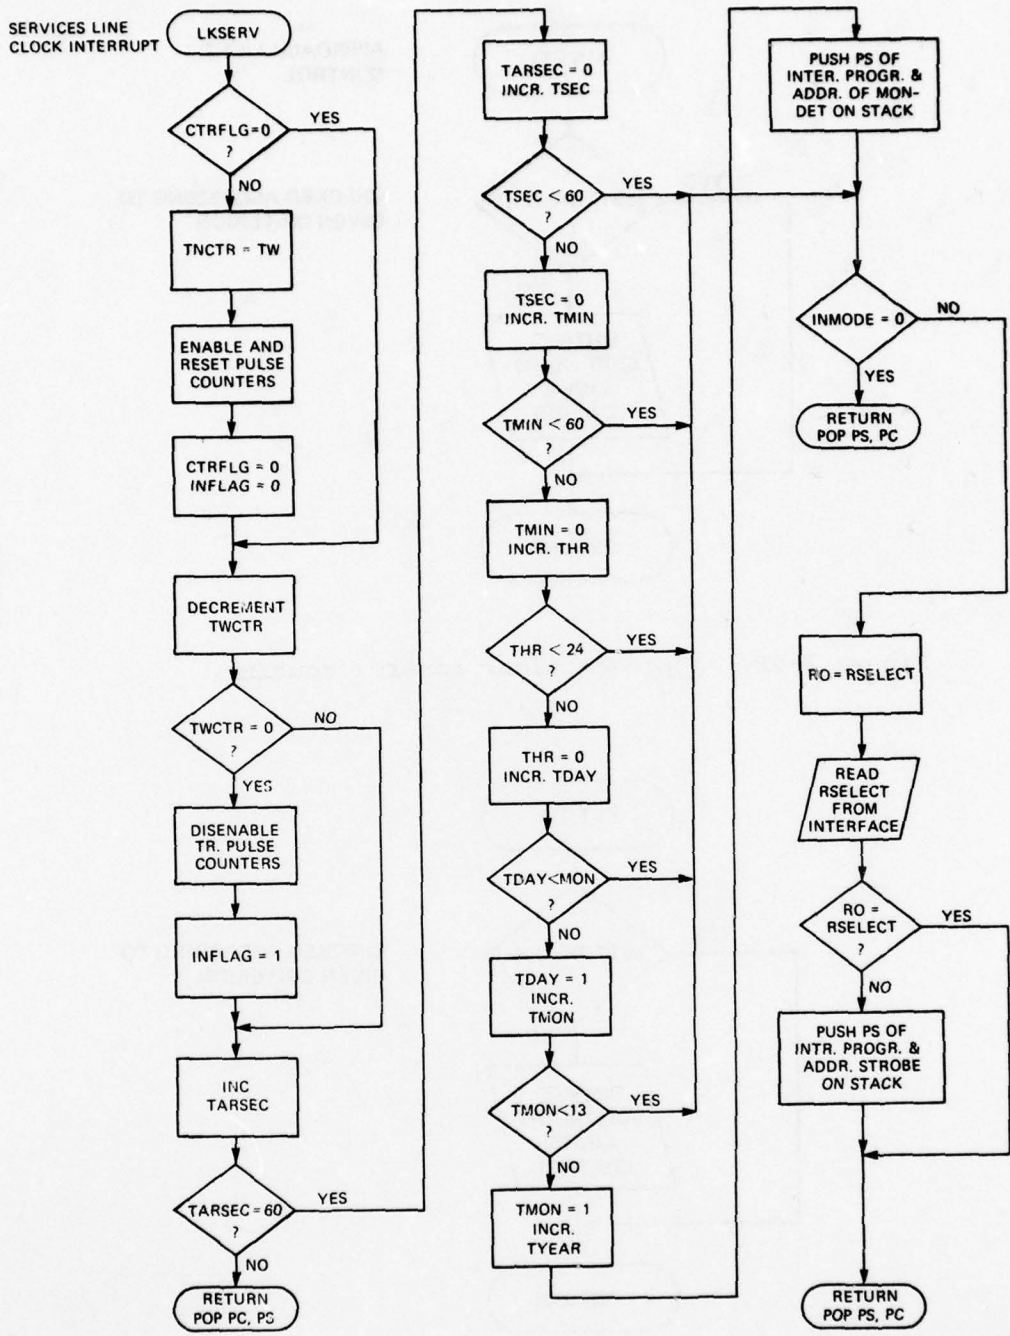 SERVICES LINE
CLOCK INTERRUPT
LKSERV
CTRFLG=0
?
YES
NO
TNCTR = TW
ENABLE AND
RESET PULSE
COUNTERS
CTRFLG = 0
INFLAG = 0
DECREMENT
TWCTR
TWCTR = 0
?
NO
YES
DISENABLE
TR. PULSE
COUNTERS
INFLAG = 1
INC
TARSEC
TARSEC = 60
?
YES
NO
RETURN
POP PC, PS
TARSEC = 0
INCR. TSEC
TSEC < 60
?
YES
NO
TSEC = 0
INCR. TMIN
TMIN < 60
?
YES
NO
TMIN = 0
INCR. THR
THR < 24
?
YES
NO
THR = 0
INCR. TDAY
TDAY<MON
?
YES
NO
TDAY = 1
INCR.
TMON
TMON<13
?
YES
NO
TMON = 1
INCR.
TYEAR
PUSH PS OF
INTER. PROGR. &
ADDR. OF MON-
DET ON STACK
INMODE = 0
NO
YES
RETURN
POP PS, PC
RO = RSELECT
READ
RSELECT
FROM
INTERFACE
RO =
RSELECT
?
YES
NO
PUSH PS OF
INTR. PROGR. &
ADDR. STROBE
ON STACK
RETURN
POP PS, PC